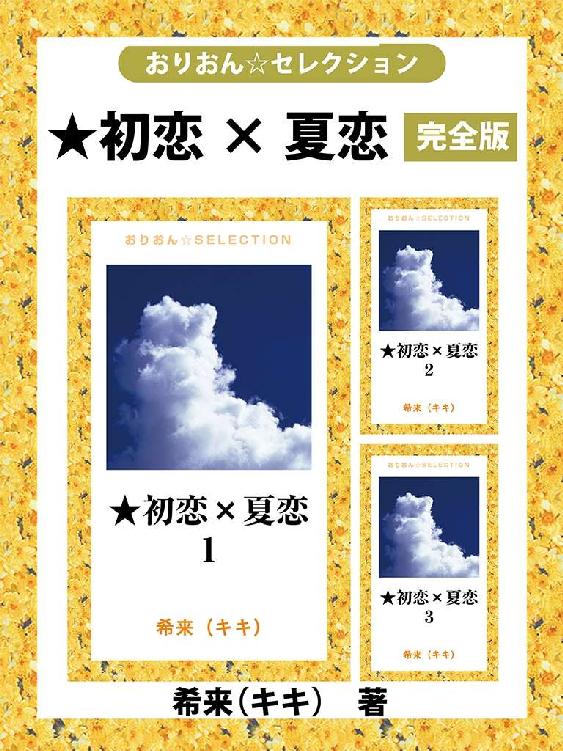 おりおん☆セレクション
★初恋 × 夏恋 完全版
おりおん☆SELECTION
★初恋×夏恋
1
希来（キキ）
おりおん☆SELECTION
★初恋×夏恋
2
希来（キキ）
おりおん☆SELECTION
★初恋×夏恋
3
希来（キキ）
希来（キキ） 著